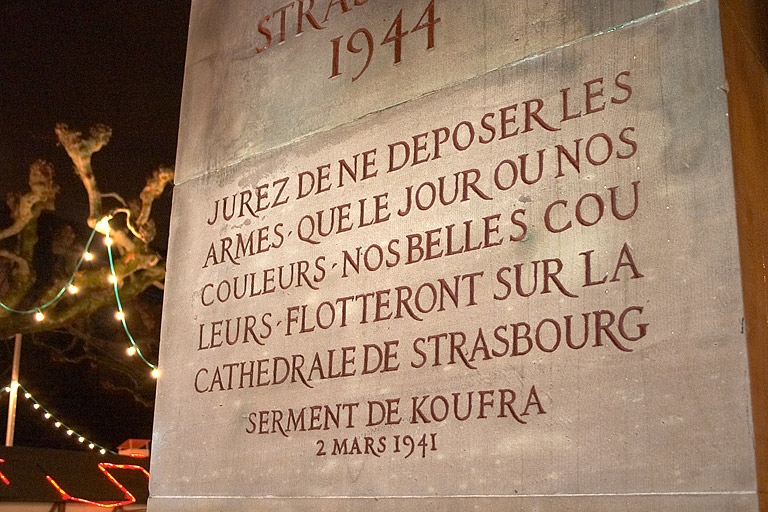 1944
JUREZ DE NE DEPOSER LES
ARMES · QUE LE JOUR OU NOS
COULEURS · NOS BELLES COU
LEURS · FLOTTERONT SUR LA
CATHEDRALE DE STRASBOURG
SERMENT DE KOUFRA
2 MARS 1941